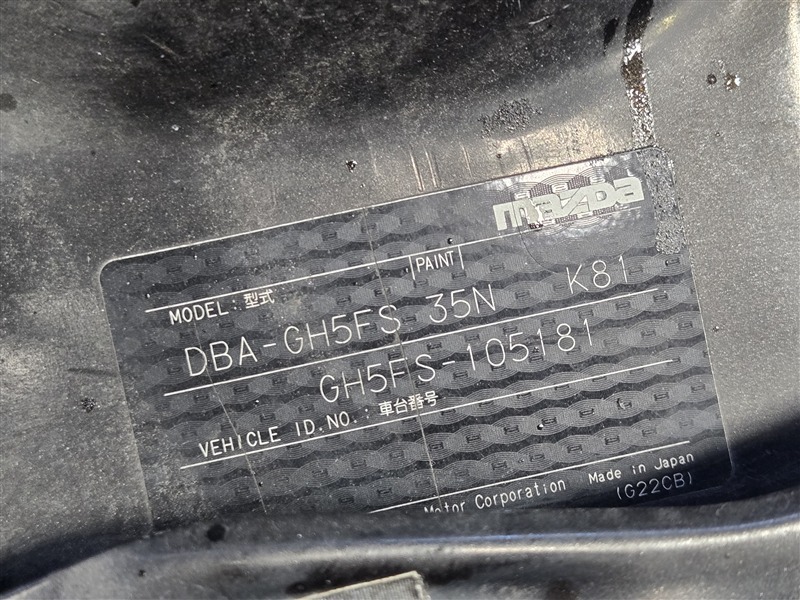 mazda
MODEL: 型式 PAINT
DBA-GH5FS 35N K81
GH5FS-105181
VEHICLE ID.NO.: 車台番号
Motor Corporation Made in Japan
(G22CB)